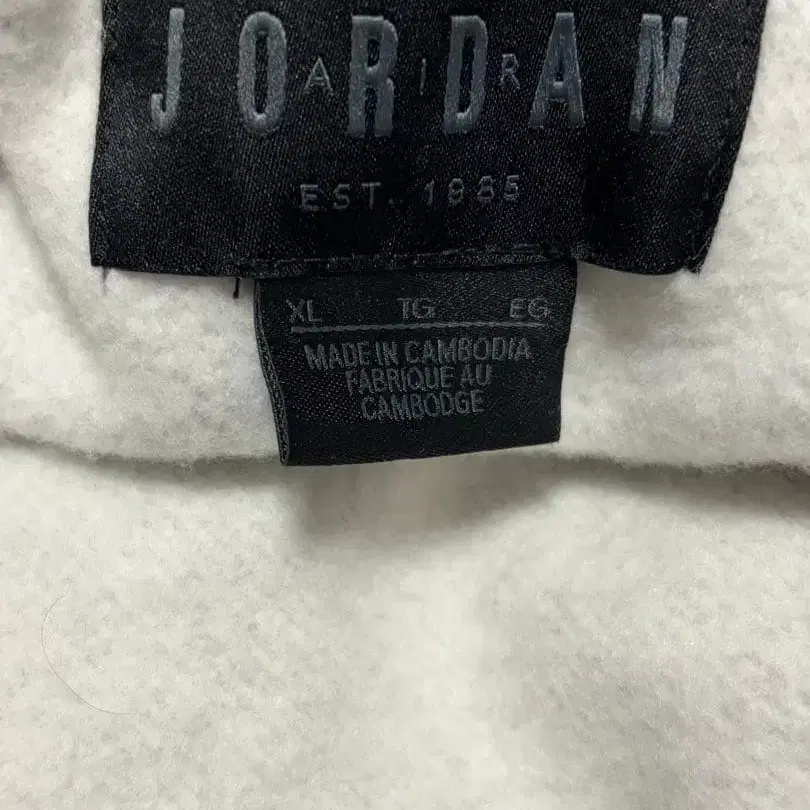 JORDAN
AIR
EST. 1985
XL TG EG
MADE IN CAMBODIA
FABRIQUE AU
CAMBODGE